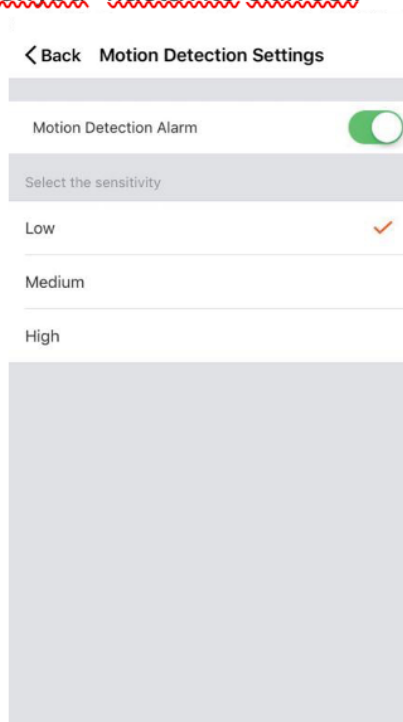 Back Motion Detection Settings
Motion Detection Alarm
Select the sensitivity
Low
Medium
High